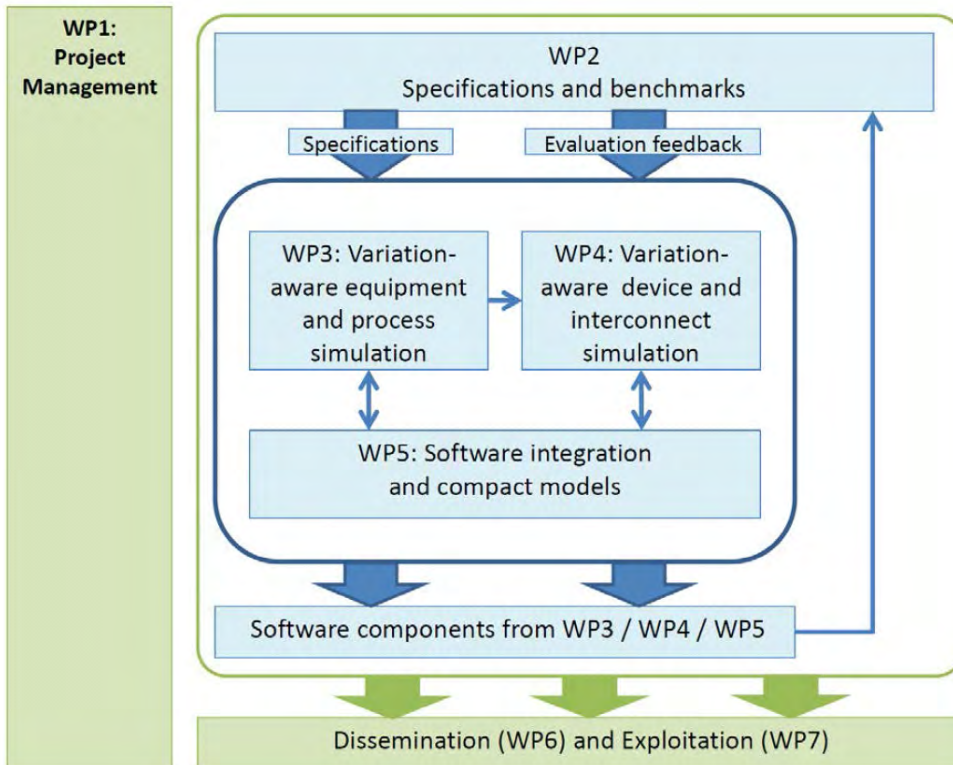 WP1:
Project
Management
WP2
Specifications and benchmarks
Specifications
Evaluation feedback
WP3: Variation-
aware equipment
and process
simulation
WP4: Variation-
aware device and
interconnect
simulation
WP5: Software integration
and compact models
Software components from WP3 / WP4 / WP5
Dissemination (WP6) and Exploitation (WP7)